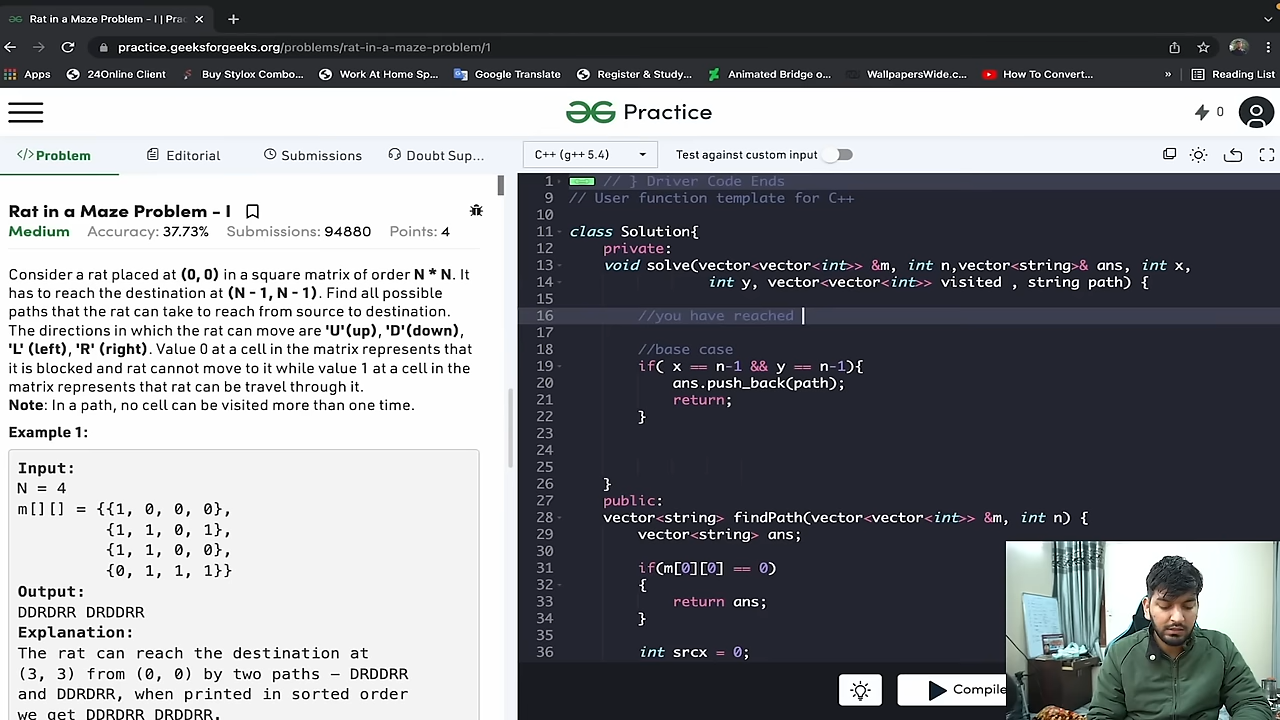 Rat in a Maze Problem - I | Prac
practice.geeksforgeeks.org/problems/rat-in-a-maze-problem/1
Apps 24Online Client Buy Stylox Combo... Work At Home Sp... Google Translate Register & Study... Animated Bridge o... WallpapersWide.c... How To Convert... » Reading List
Practice 0
</>Problem Editorial Submissions Doubt Sup... C++ (g++ 5.4) Test against custom input
Rat in a Maze Problem - I
Medium Accuracy: 37.73% Submissions: 94880 Points: 4
Consider a rat placed at (0, 0) in a square matrix of order N * N. It
has to reach the destination at (N - 1, N - 1). Find all possible
paths that the rat can take to reach from source to destination.
The directions in which the rat can move are 'U'(up), 'D'(down),
'L' (left), 'R' (right). Value 0 at a cell in the matrix represents that
it is blocked and rat cannot move to it while value 1 at a cell in the
matrix represents that rat can be travel through it.
Note: In a path, no cell can be visited more than one time.
Example 1:
Input:
N = 4
m[][] = {{1, 0, 0, 0},
{1, 1, 0, 1},
{1, 1, 0, 0},
{0, 1, 1, 1}}
Output:
DDRDRR DRDDRR
Explanation:
The rat can reach the destination at
(3, 3) from (0, 0) by two paths - DRDDRR
and DDRDRR, when printed in sorted order
we get DDRDRR DRDDRR.
1 // } Driver Code Ends
9 // User function template for C++
10
11 class Solution{
12 private:
13 void solve(vector<vector<int>> &m, int n,vector<string>& ans, int x,
14 int y, vector<vector<int>> visited , string path) {
15
16 //you have reached
17
18 //base case
19 if( x == n-1 && y == n-1){
20 ans.push_back(path);
21 return;
22 }
23
24
25
26 }
27 public:
28 vector<string> findPath(vector<vector<int>> &m, int n) {
29 vector<string> ans;
30
31 if(m[0][0] == 0)
32 {
33 return ans;
34 }
35
36 int srcx = 0;
Compile